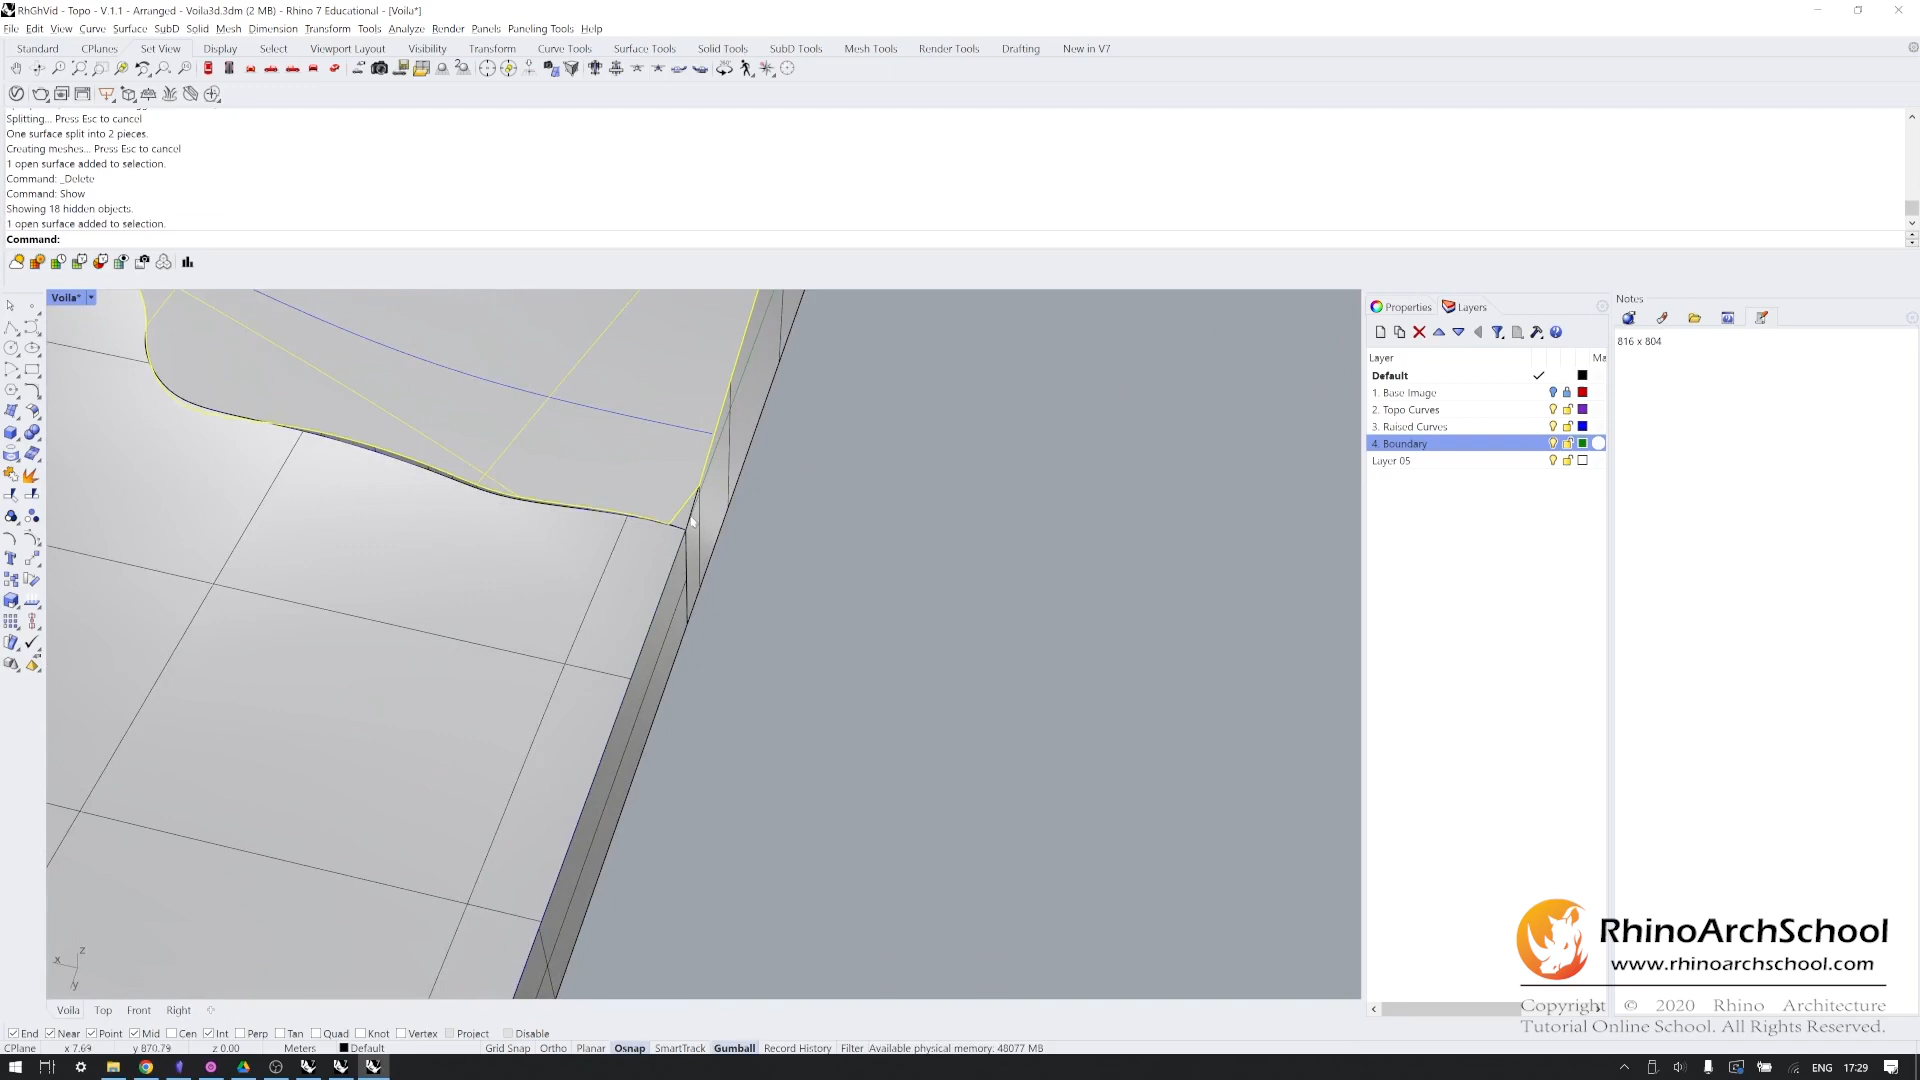 RhGhVid - Topo - V.1.1 - Arranged - Voila3d.3dm (2 MB) - Rhino 7 Educational - [Voila*]
File Edit View Curve Surface SubD Solid Mesh Dimension Transform Tools Analyze Render Panels Paneling Tools Help
Standard CPlanes Set View Display Select Viewport Layout Visibility Transform Curve Tools Surface Tools Solid Tools SubD Tools Mesh Tools Render Tools Drafting New in V7
Splitting... Press Esc to cancel
One surface split into 2 pieces.
Creating meshes... Press Esc to cancel
1 open surface added to selection.
Command: _Delete
Command: Show
Showing 18 hidden objects.
1 open surface added to selection.
Command:
Voila*
Properties Layers
Notes
816 x 804
Layer Ma
Default
1. Base Image
2. Topo Curves
3. Raised Curves
4. Boundary
Layer 05
z
x
y
RhinoArchSchool
www.rhinoarchschool.com
Copyright © 2020 Rhino Architecture
Tutorial Online School. All Rights Reserved.
Voila Top Front Right
End Near Point Mid Cen Int Perp Tan Quad Knot Vertex Project Disable
CPlane x 7.69 y 870.79 z 0.00 Meters Default Grid Snap Ortho Planar Osnap SmartTrack Gumball Record History Filter Available physical memory: 48077 MB
ENG 17:29